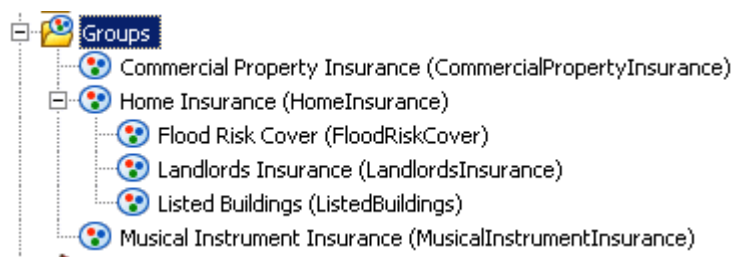 Groups
Commercial Property Insurance (CommercialPropertyInsurance)
Home Insurance (HomeInsurance)
Flood Risk Cover (FloodRiskCover)
Landlords Insurance (LandlordsInsurance)
Listed Buildings (ListedBuildings)
Musical Instrument Insurance (MusicalInstrumentInsurance)